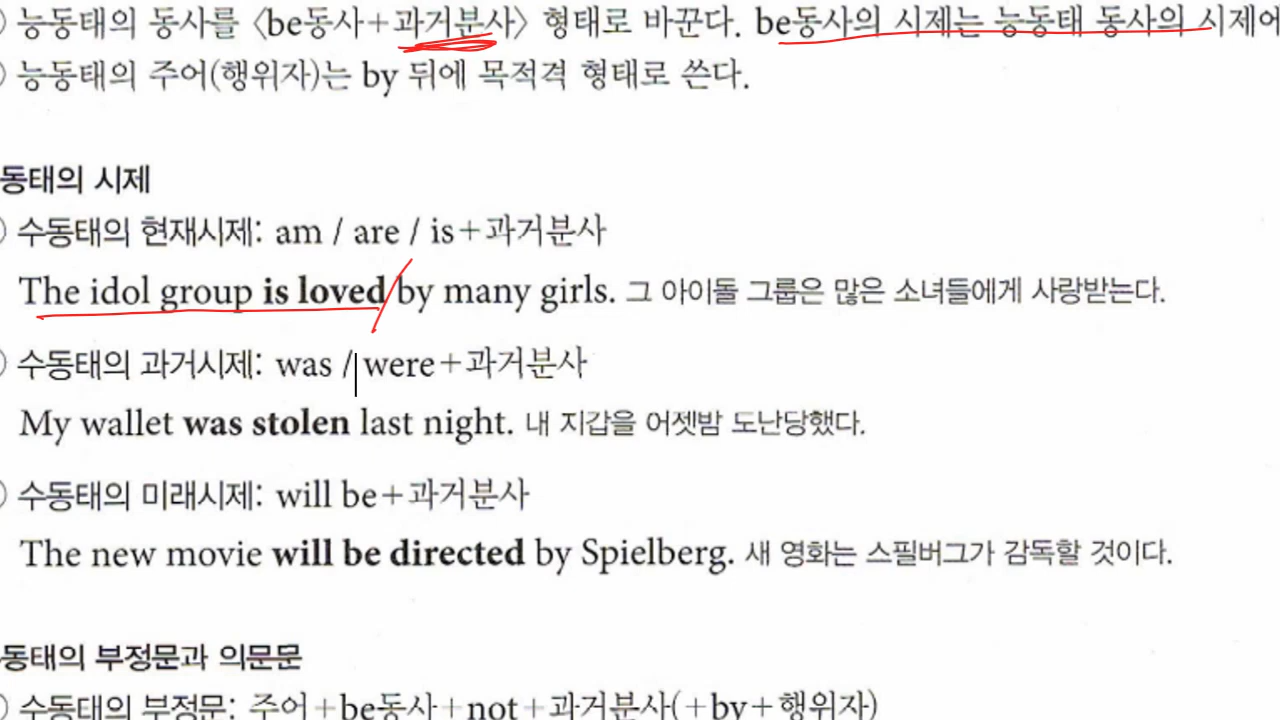 ) 능동태의 동사를 〈be동사+과거분사〉 형태로 바꾼다. be동사의 시제는 능동태 동사의 시제에
) 능동태의 주어(행위자)는 by 뒤에 목적격 형태로 쓴다.
동태의 시제
) 수동태의 현재시제: am / are / is+과거분사
The idol group is loved by many girls. 그 아이돌 그룹은 많은 소녀들에게 사랑받는다.
) 수동태의 과거시제: was / were+과거분사
My wallet was stolen last night. 내 지갑을 어젯밤 도난당했다.
) 수동태의 미래시제: will be+과거분사
The new movie will be directed by Spielberg. 새 영화는 스필버그가 감독할 것이다.
동태의 부정문과 의문문
) 수동태의 부정문: 주어+be동사+not+과거분사(+by+행위자)